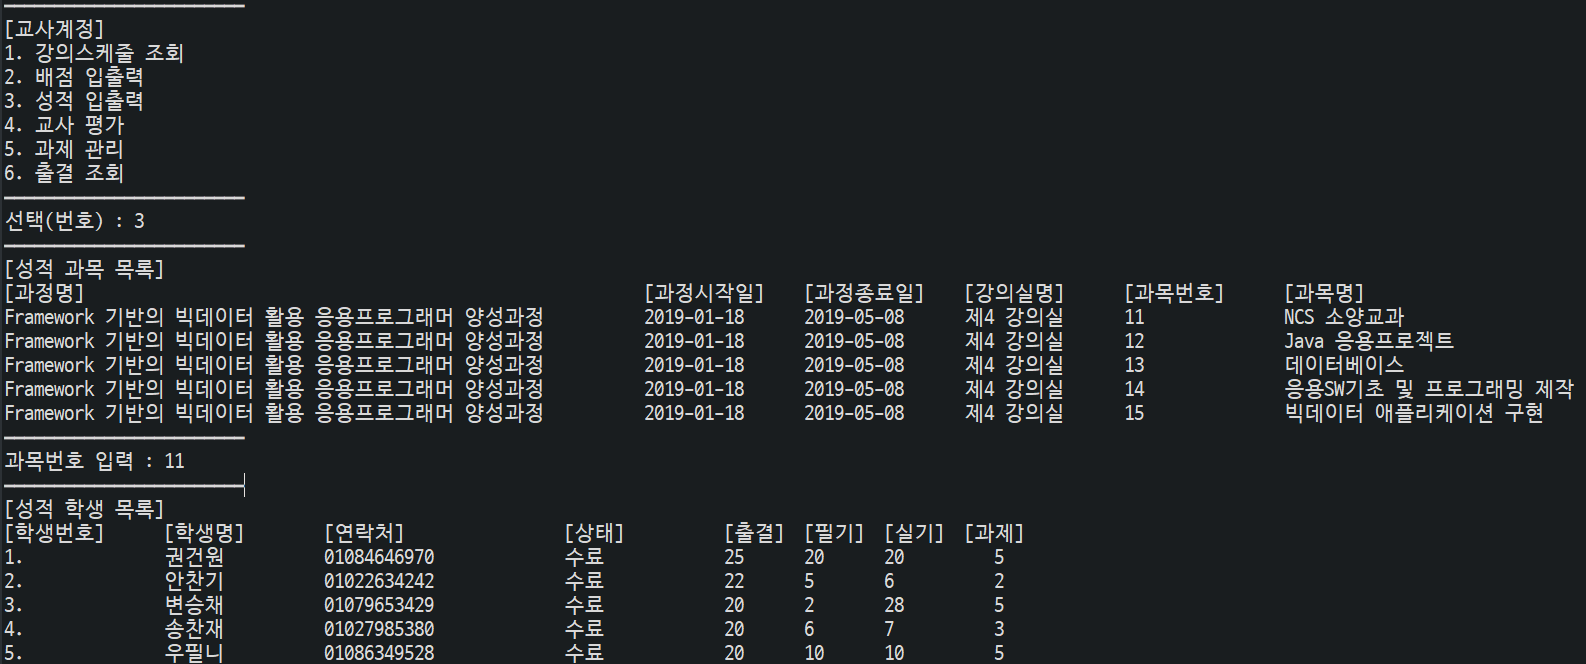 [교사계정]
1. 강의스케줄 조회
2. 배점 입출력
3. 성적 입출력
4. 교사 평가
5. 과제 관리
6. 출결 조회
선택(번호) : 3
[성적 과목 목록]
[과정명] [과정시작일] [과정종료일] [강의실명] [과목번호] [과목명]
Framework 기반의 빅데이터 활용 응용프로그래머 양성과정 2019-01-18 2019-05-08 제4 강의실 11 NCS 소양교과
Framework 기반의 빅데이터 활용 응용프로그래머 양성과정 2019-01-18 2019-05-08 제4 강의실 12 Java 응용프로젝트
Framework 기반의 빅데이터 활용 응용프로그래머 양성과정 2019-01-18 2019-05-08 제4 강의실 13 데이터베이스
Framework 기반의 빅데이터 활용 응용프로그래머 양성과정 2019-01-18 2019-05-08 제4 강의실 14 응용SW기초 및 프로그래밍 제작
Framework 기반의 빅데이터 활용 응용프로그래머 양성과정 2019-01-18 2019-05-08 제4 강의실 15 빅데이터 애플리케이션 구현
과목번호 입력 : 11
[성적 학생 목록]
[학생번호] [학생명] [연락처] [상태] [출결] [필기] [실기] [과제]
1. 권건원 01084646970 수료 25 20 20 5
2. 안찬기 01022634242 수료 22 5 6 2
3. 변승채 01079653429 수료 20 2 28 5
4. 송찬재 01027985380 수료 20 6 7 3
5. 우필니 01086349528 수료 20 10 10 5